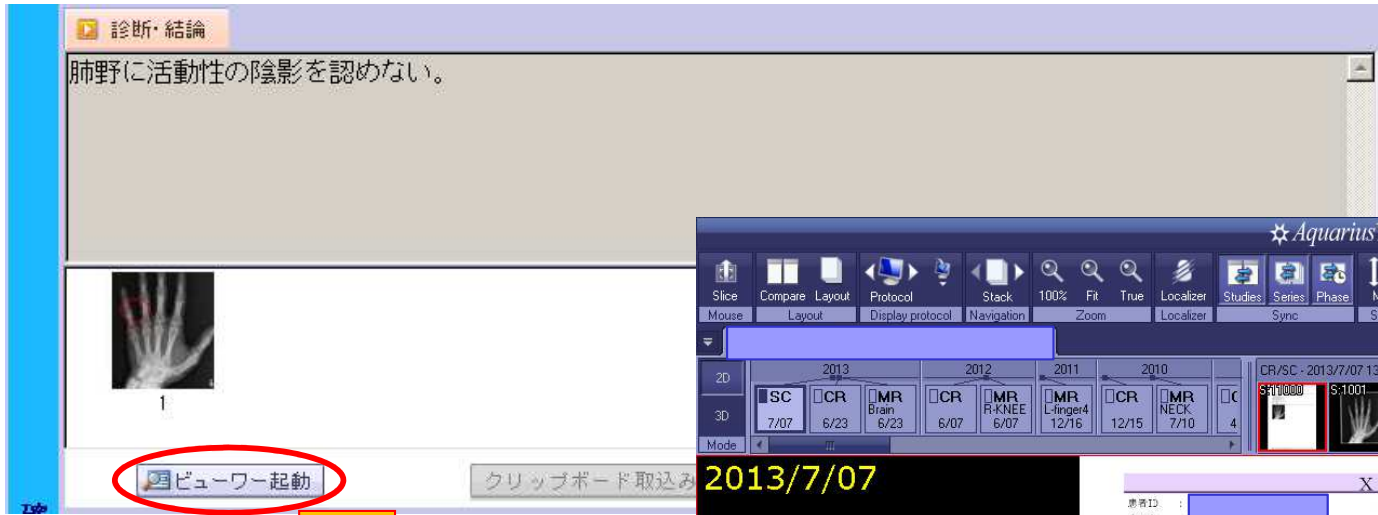 診断・結論
肺野に活動性の陰影を認めない。
1
ビューワー起動
クリップボード取込み
確
Aquarius
Slice Compare Layout Protocol Stack 100% Fit True Localizer Studies Series Phase
Mouse Layout Display protocol Navigation Zoom Localizer Sync
2D
3D
Mode
2013 2012 2011 2010
SC CR MR CR MR MR CR MR
Brain R-KNEE L-finger4 NECK
7/07 6/23 6/23 6/07 6/07 12/16 12/15 7/10 4
CR/SC - 2013/7/07 13
S:11000 S:1001
2013/7/07
X
患者ID :